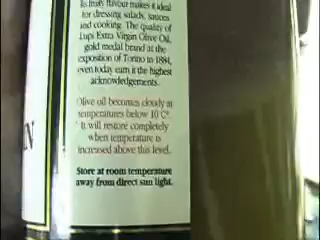 Its fruity flavour makes it ideal
for dressing salads, sauces
and cooking. The quality of
Lupi Extra Virgin Olive Oil,
gold medal brand at the
exposition of Torino in 1884,
even today earn it the highest
acknowledgements.
Olive oil becomes cloudy at
temperatures below 10 C°.
It will restore completely
when temperature is
increased above this level.
Store at room temperature
away from direct sun light.